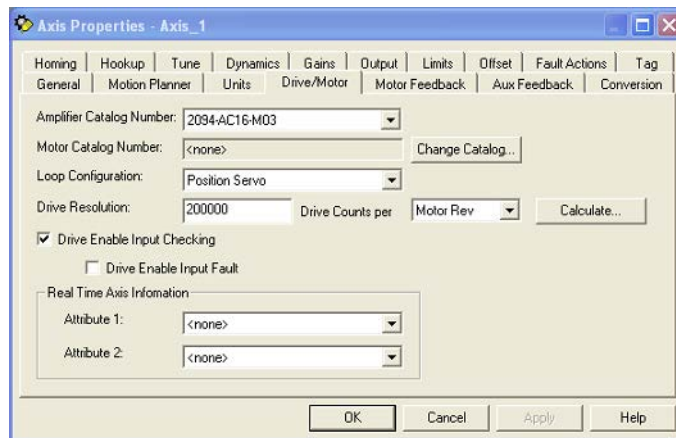 Axis Properties - Axis_1
Homing Hookup Tune Dynamics Gains Output Limits Offset Fault Actions Tag
General Motion Planner Units Drive/Motor Motor Feedback Aux Feedback Conversion
Amplifier Catalog Number: 2094-AC16-M03
Motor Catalog Number: <none> Change Catalog...
Loop Configuration: Position Servo
Drive Resolution: 200000 Drive Counts per Motor Rev Calculate...
Drive Enable Input Checking
Drive Enable Input Fault
Real Time Axis Infomation
Attribute 1: <none>
Attribute 2: <none>
OK Cancel Apply Help